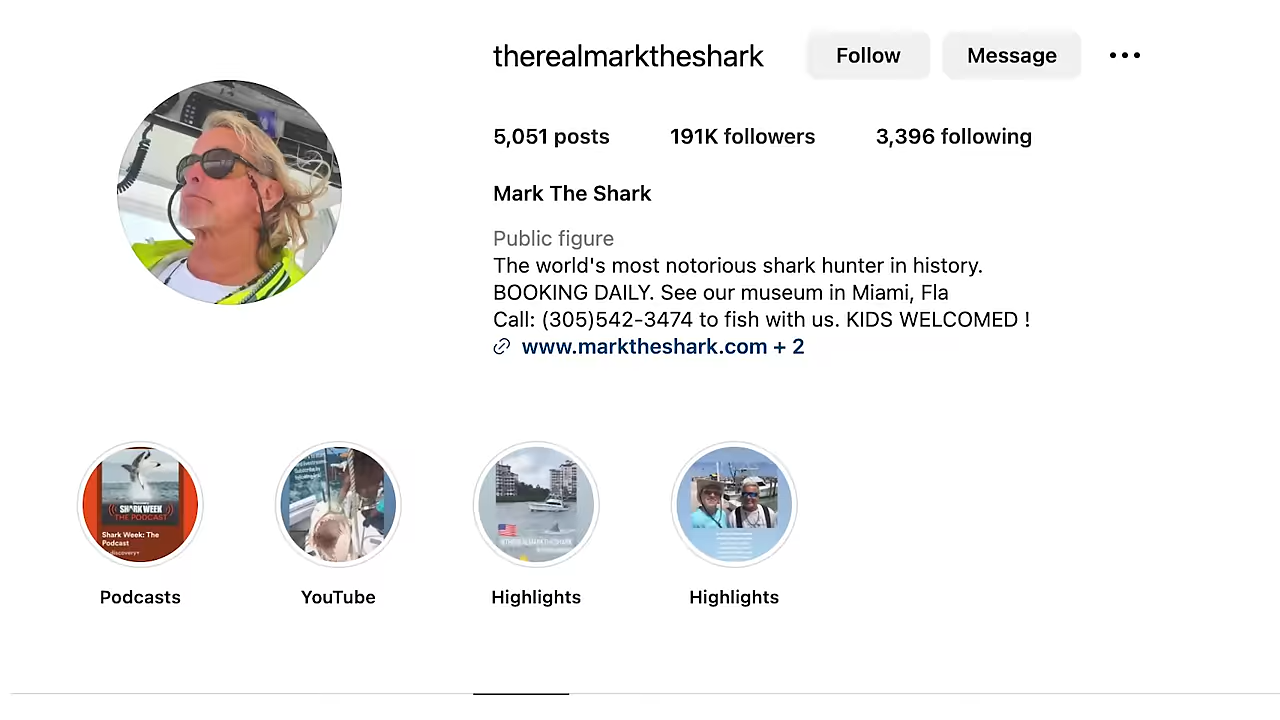 therealmarktheshark Follow Message
5,051 posts 191K followers 3,396 following
Mark The Shark
Public figure
The world's most notorious shark hunter in history.
BOOKING DAILY. See our museum in Miami, Fla
Call: (305)542-3474 to fish with us. KIDS WELCOMED !
www.marktheshark.com + 2
SHARK WEEK
THE PODCAST
Shark Week: The
Podcast
discovery+
Podcasts YouTube Highlights Highlights